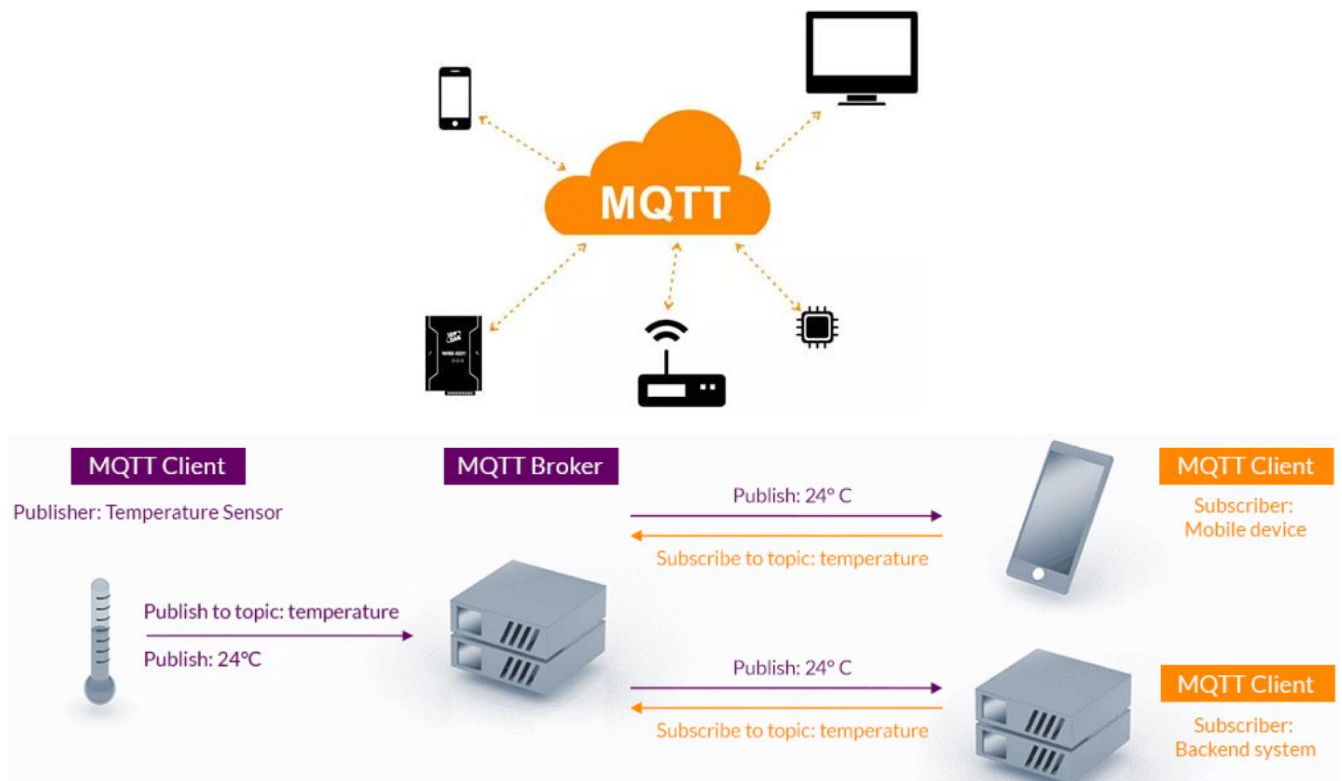 MQTT
MQTT Client
Publisher: Temperature Sensor
Publish to topic: temperature
Publish: 24°C
MQTT Broker
Publish: 24° C
Subscribe to topic: temperature
MQTT Client
Subscriber:
Mobile device
Publish: 24° C
Subscribe to topic: temperature
MQTT Client
Subscriber:
Backend system